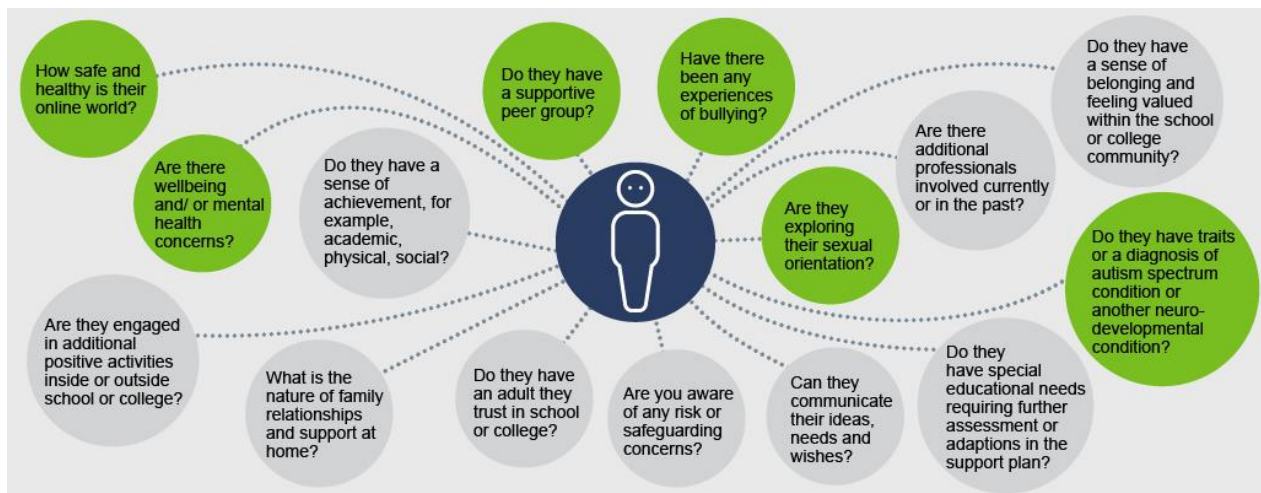 How safe and
healthy is their
online world?
Are there
wellbeing
and/ or mental
health
concerns?
Do they have a
sense of
achievement, for
example,
academic,
physical, social?
Do they have
a supportive
peer group?
Have there
been any
experiences
of bullying?
Are they
exploring
their sexual
orientation?
Are there
additional
professionals
involved currently
or in the past?
Do they have
a sense of
belonging and
feeling valued
within the school
or college
community?
Do they have traits
or a diagnosis of
autism spectrum
condition or
another neuro-
developmental
condition?
Are they engaged
in additional
positive activities
inside or outside
school or college?
What is the
nature of family
relationships
and support at
home?
Do they have
an adult they
trust in school
or college?
Are you aware
of any risk or
safeguarding
concerns?
Can they
communicate
their ideas,
needs and
wishes?
Do they
have special
educational needs
requiring further
assessment or
adaptions in the
support plan?